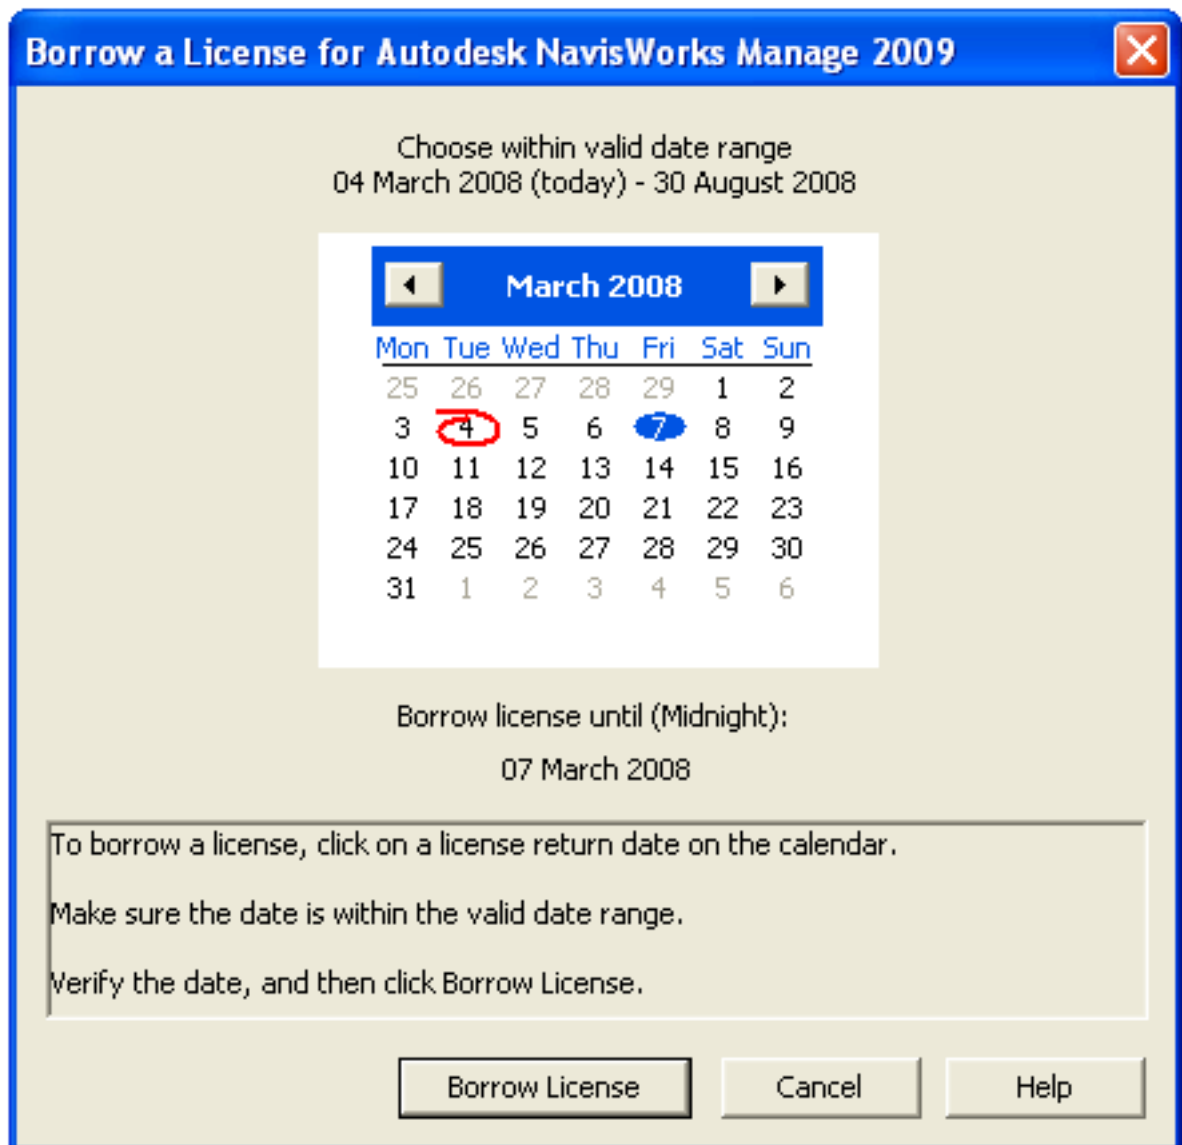 Borrow a License for Autodesk NavisWorks Manage 2009
Choose within valid date range
04 March 2008 (today) - 30 August 2008
March 2008
Mon Tue Wed Thu Fri Sat Sun
25 26 27 28 29 1 2
3 4 5 6 7 8 9
10 11 12 13 14 15 16
17 18 19 20 21 22 23
24 25 26 27 28 29 30
31 1 2 3 4 5 6
Borrow license until (Midnight):
07 March 2008
To borrow a license, click on a license return date on the calendar.
Make sure the date is within the valid date range.
Verify the date, and then click Borrow License.
Borrow License Cancel Help